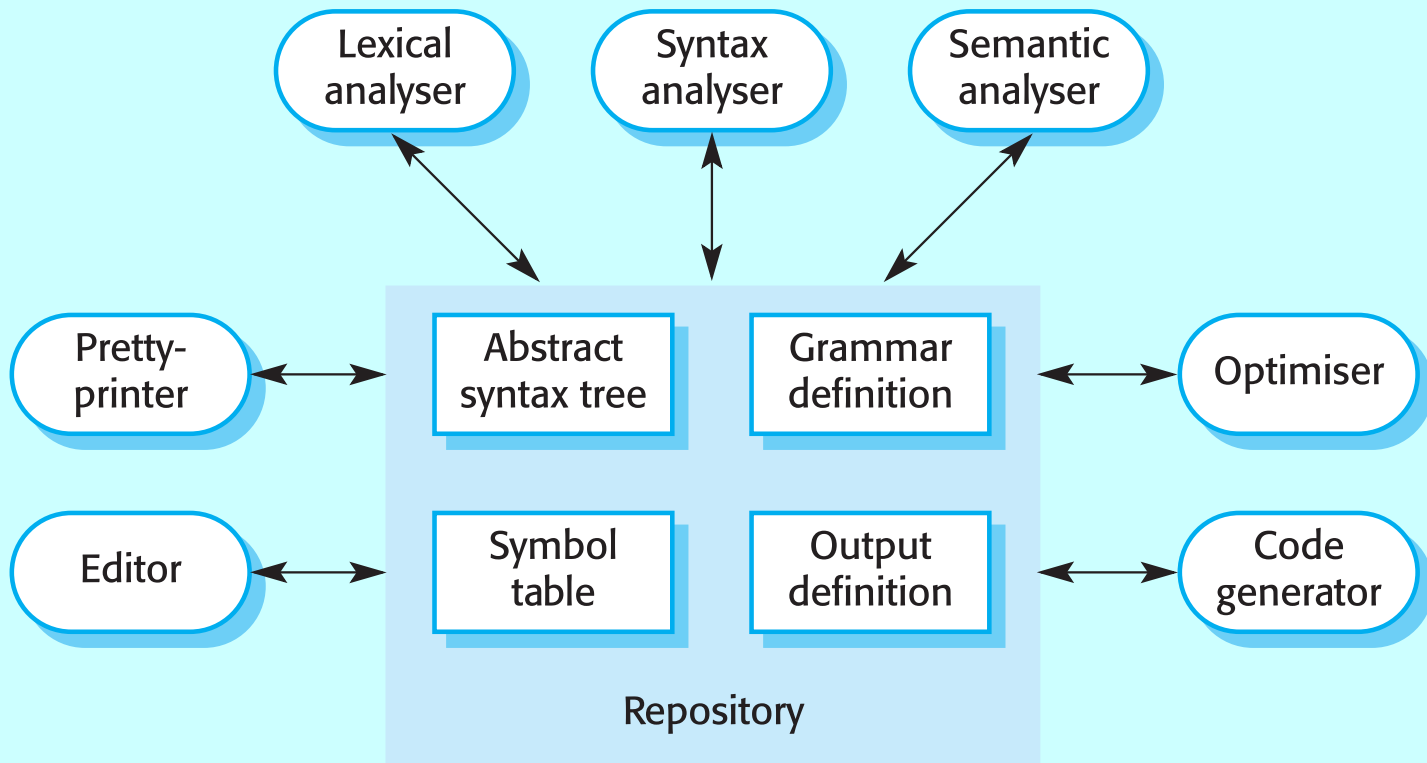 Lexical
analyser
Syntax
analyser
Semantic
analyser
Pretty-
printer
Abstract
syntax tree
Grammar
definition
Optimiser
Editor
Symbol
table
Output
definition
Code
generator
Repository